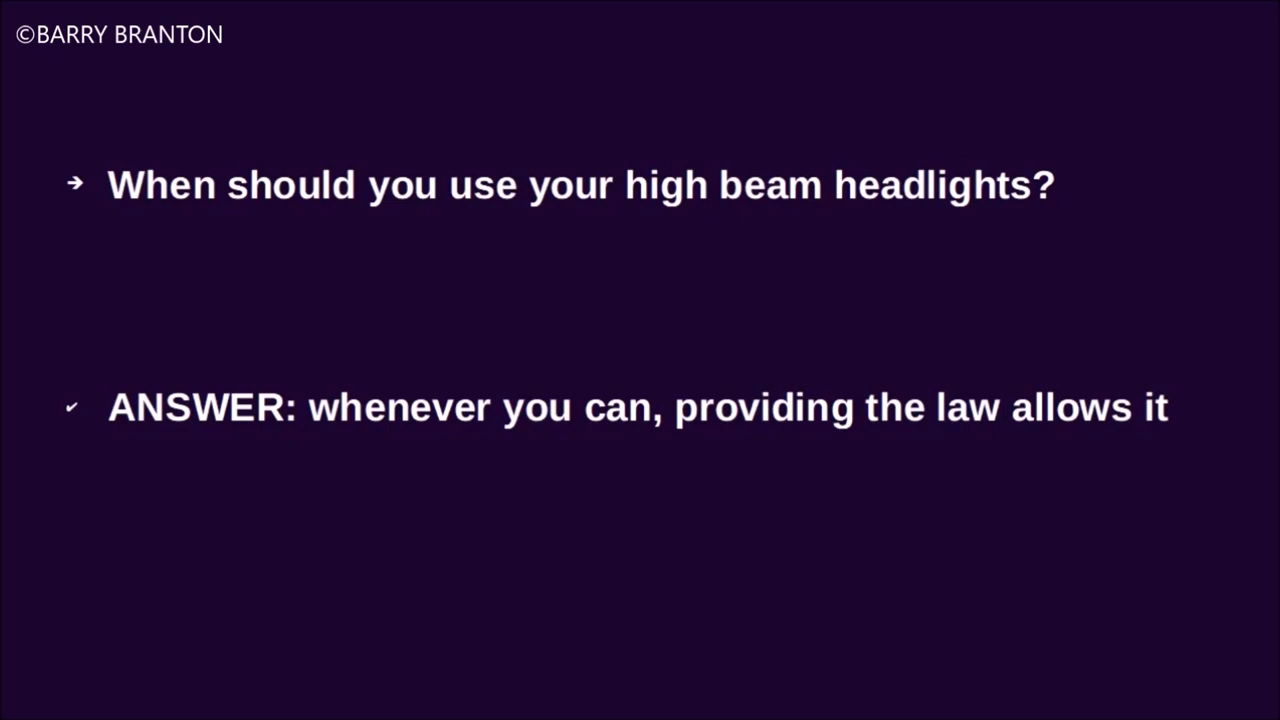 ©BARRY BRANTON
➔ When should you use your high beam headlights?
✔ ANSWER: whenever you can, providing the law allows it